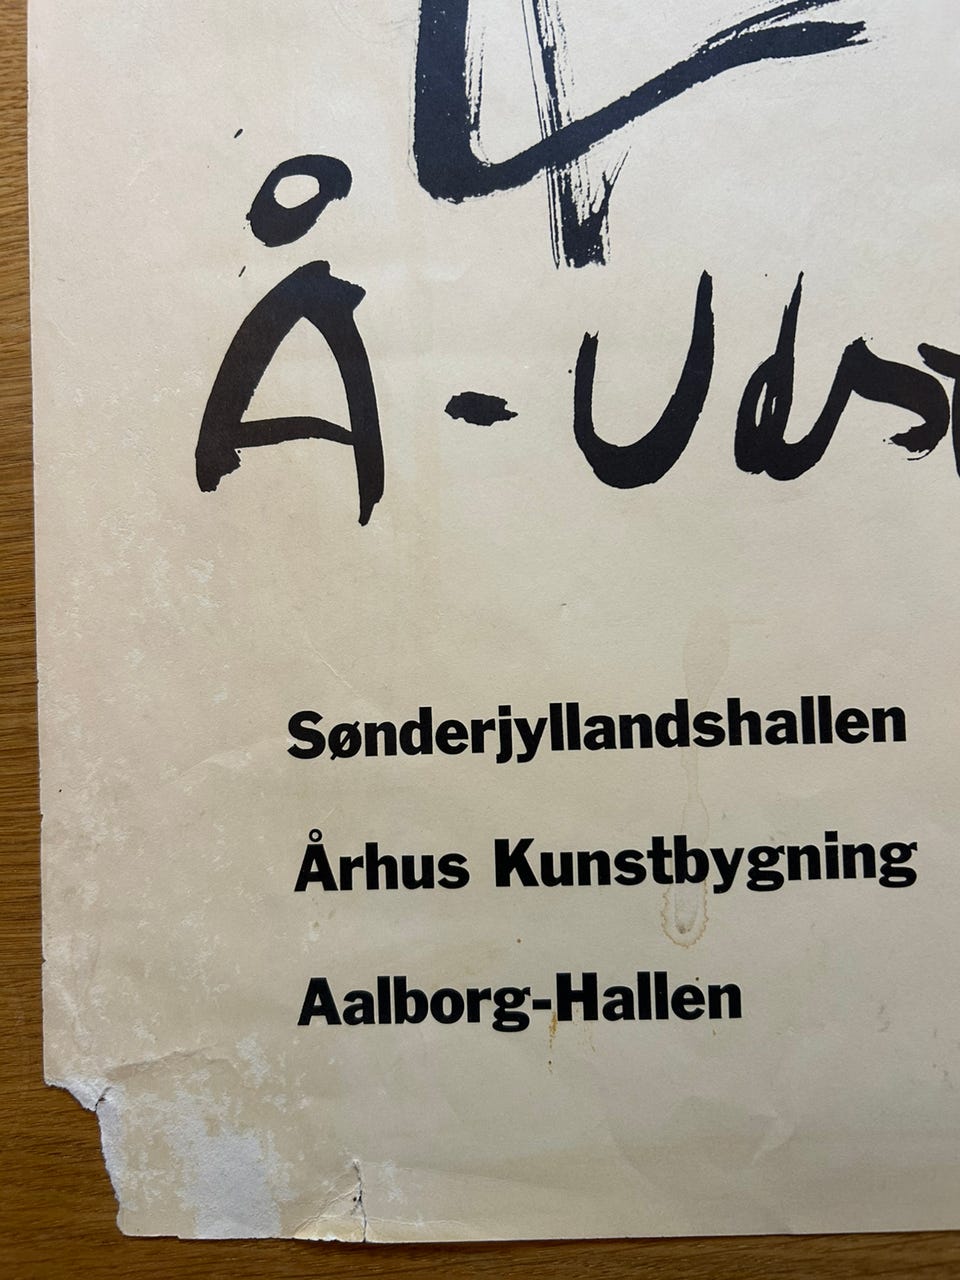 Å-Udst
Sønderjyllandshallen
Århus Kunstbygning
Aalborg-Hallen